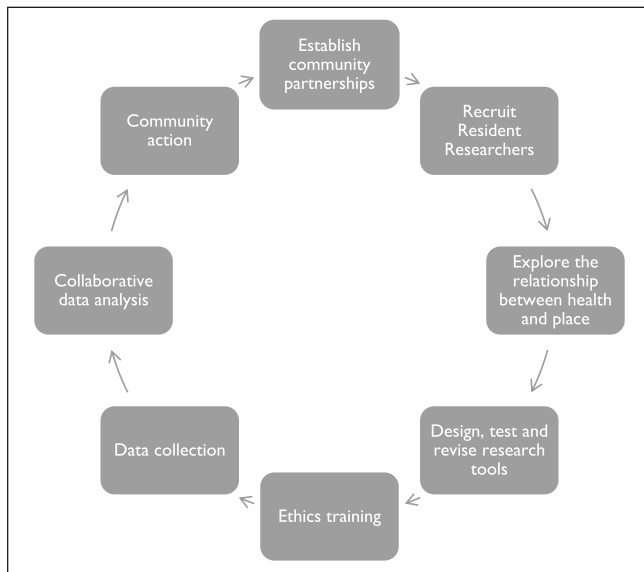 Establish
community
partnerships
Recruit
Resident
Researchers
Explore the
relationship
between health
and place
Design, test and
revise research
tools
Ethics training
Data collection
Collaborative
data analysis
Community
action